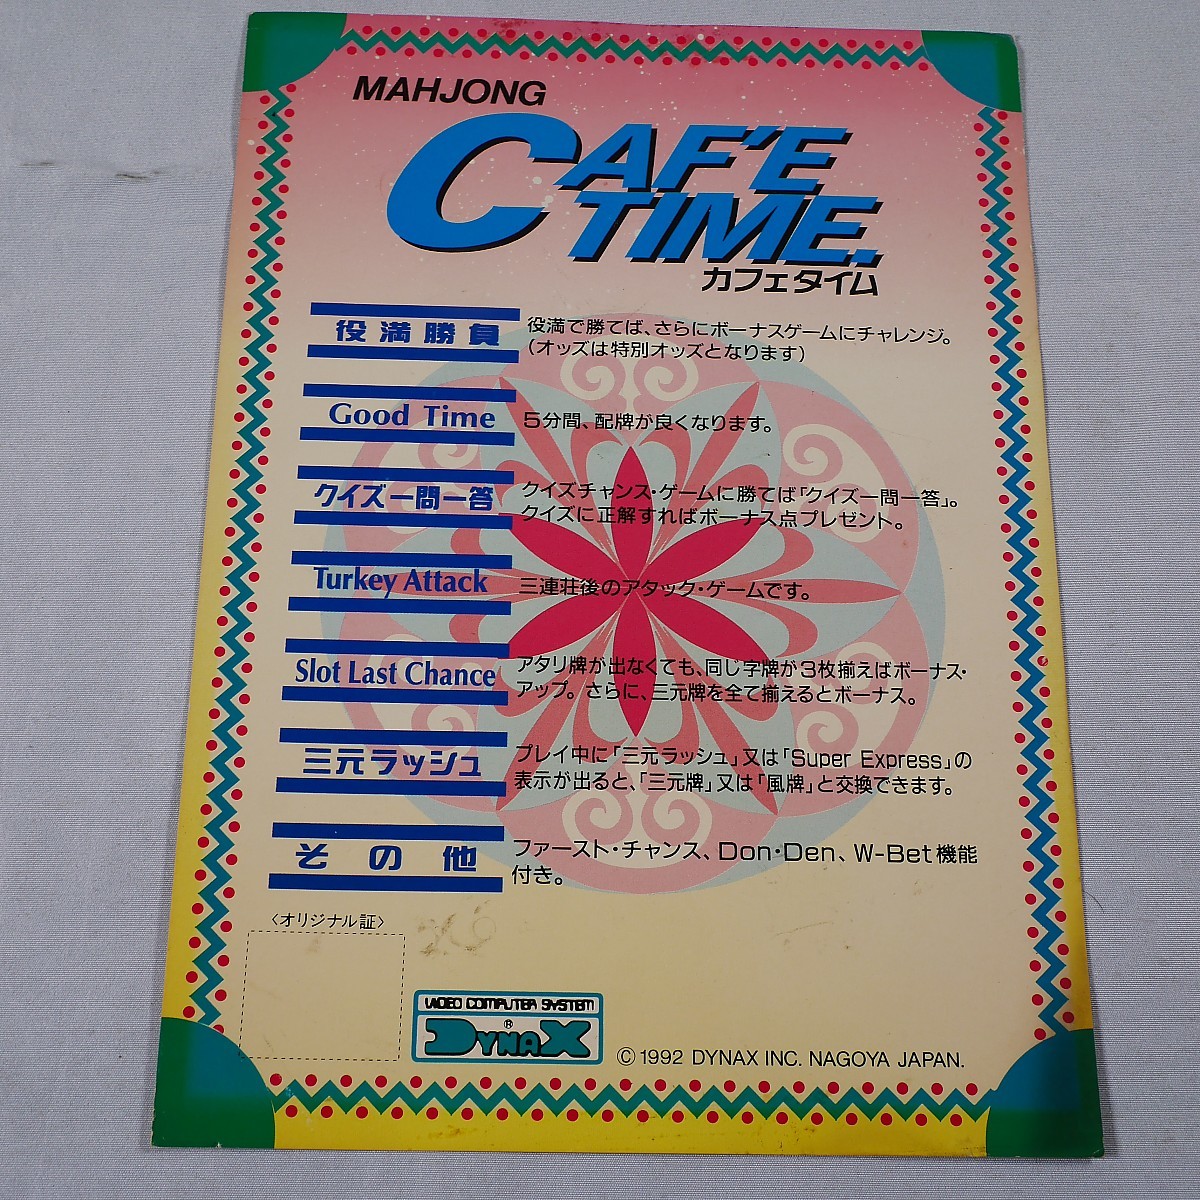 MAHJONG
CAF'E
TIME.
カフェタイム
役満勝負
役満で勝てば、さらにボーナスゲームにチャレンジ。
(オッズは特別オッズとなります)
Good Time
5分間、配牌が良くなります。
クイズ一問一答
クイズチャンス・ゲームに勝てば「クイズ一問一答」。
クイズに正解すればボーナス点プレゼント。
Turkey Attack
三連荘後のアタック・ゲームです。
Slot Last Chance
アタリ牌が出なくても、同じ字牌が3枚揃えばボーナス・
アップ。さらに、三元牌を全て揃えるとボーナス。
三元ラッシュ
プレイ中に「三元ラッシュ」又は「Super Express」の
表示が出ると、「三元牌」又は「風牌」と交換できます。
その他
ファースト・チャンス、Don・Den、W-Bet機能
付き。
〈オリジナル証〉
VIDEO COMPUTER SYSTEM
DYNAX®
© 1992 DYNAX INC. NAGOYA JAPAN.